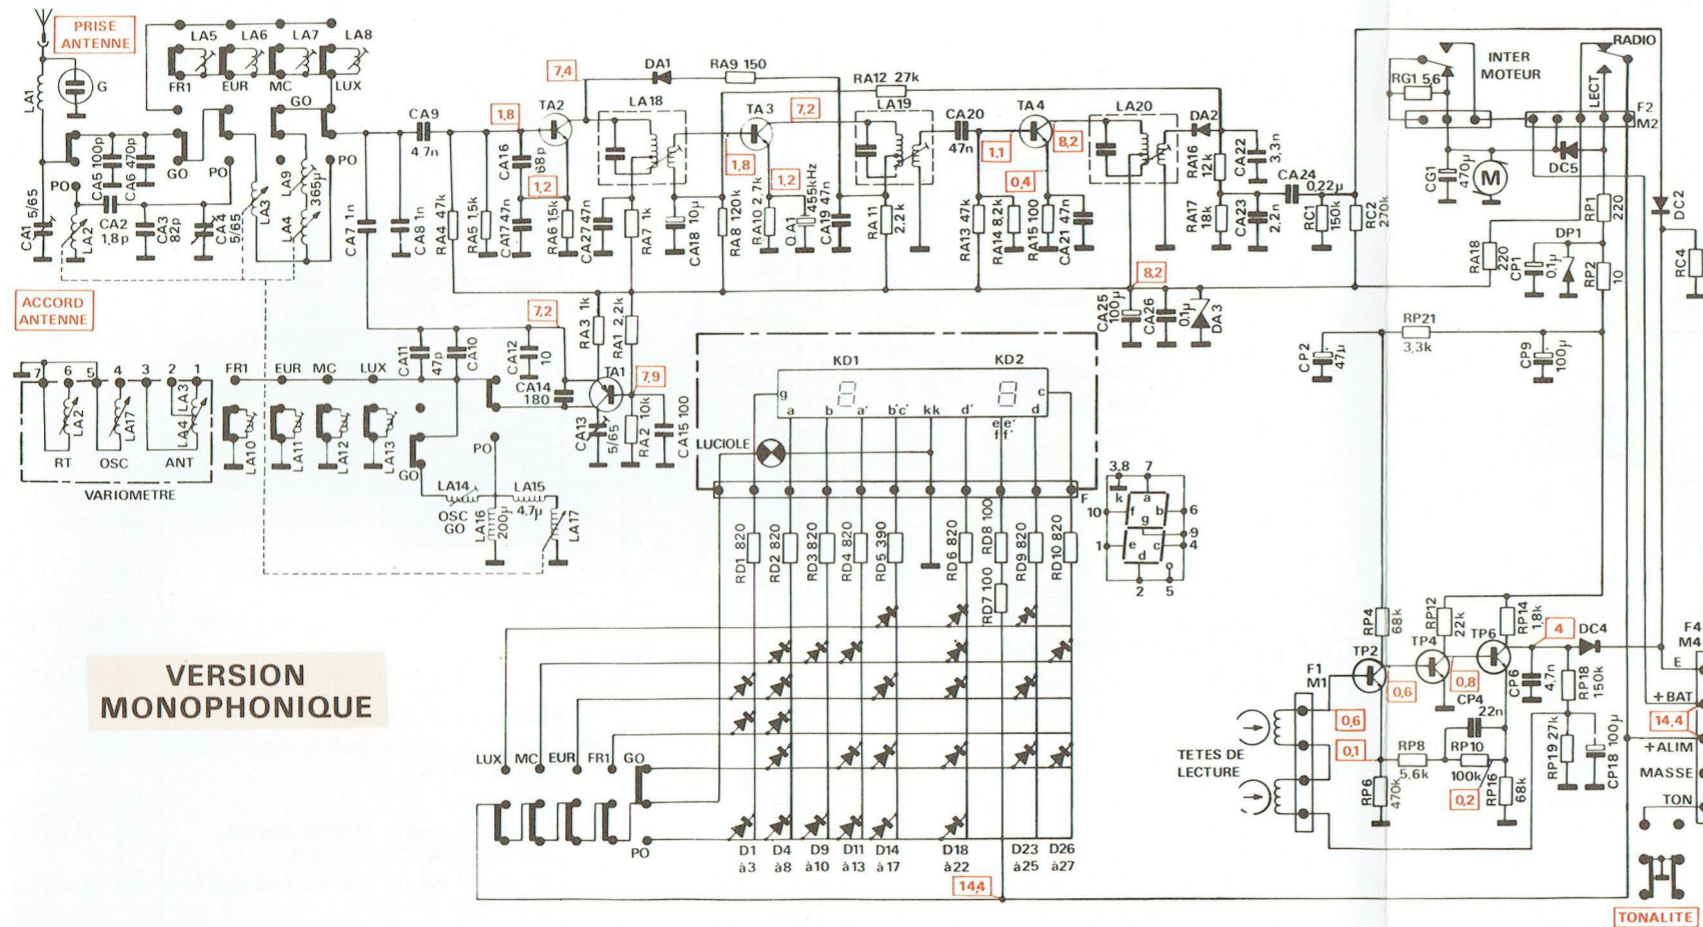 PRISE
ANTENNE
LA1
G
LA5
LA6
LA7
LA8
FR1
EUR
MC
LUX
GO
PO
CA5 100p
CA6 470p
GO
PO
PO
CA1 5/65
LA2
CA2
1,8p
CA3
82p
CA4
5/65
LA3
LA9
LA4
365µ
CA7 1n
CA8 1n
CA9
4,7n
RA4 47k
RA5 1,5k
1,8
CA16
68p
1,2
CA17 47n
TA2
RA6 1,5k
7,4
DA1
RA9 150
LA18
CA27 47n
RA7 1k
CA18 10µ
RA8 120k
TA3
7,2
1,8
1,2
RA10 2,7k
QA1
455kHz
CA19 47n
RA12 27k
LA19
RA11
2,2k
CA20
47n
1,1
TA4
8,2
0,4
RA13 47k
RA14 8,2k
RA15 100
CA21 47n
LA20
DA2
RA16
12k
CA22
3,3n
RA17
18k
CA23
2,2n
CA24
0,22µ
RC1
150k
RC2
270k
8,2
CA25
100µ
CA26
0,1µ
DA3
RG1 5,6
INTER
MOTEUR
RADIO
LECT
F2
M2
CG1
470µ
M
DC5
DC2
RP1
220
RA18
220
CP1
0,1µ
DP1
RP2
10
RC4
RP21
3,3k
CP2
47µ
CP9
100µ
ACCORD
ANTENNE
7
6
5
4
3
2
1
LA2
LA17
LA4
LA3
RT
OSC
ANT
VARIOMETRE
FR1
EUR
MC
LUX
LA10
LA11
LA12
LA13
GO
PO
LA14
OSC
GO
LA15
4,7µ
LA16
200µ
LA17
CA11
47p
CA10
CA12
10
7,2
RA3 1k
RA1 2,2k
CA14
180
TA1
7,9
CA13
5/65
RA2 10k
CA15 100
KD1
KD2
g
a
b
a'
b'c'
kk
d'
e
f
e'
f'
d
c
LUCIOLE
F
RD1 820
RD2 820
RD3 820
RD4 820
RD5 390
RD6 820
RD7 100
RD8 100
RD9 820
RD10 820
3.8
7
k
a
10
f
b
6
g
9
1
e
c
4
d
2
5
VERSION
MONOPHONIQUE
LUX
MC
EUR
FR1
GO
PO
D1
à3
D4
à8
D9
à10
D11
à13
D14
à17
D18
à22
D23
à25
D26
à27
14,4
F1
M1
TETES DE
LECTURE
RP4
68k
TP2
0,6
0,6
0,1
RP12
22k
TP4
0,8
RP14
1,8k
TP6
4
DC4
CP6
4,7n
RP18
150k
CP4
22n
RP8
5,6k
RP10
100k
0,2
RP6
470k
RP16
68k
RP19 27k
CP18 100µ
F4
M4
E
+BAT
14,4
+ALIM
MASSE
TON
TONALITE